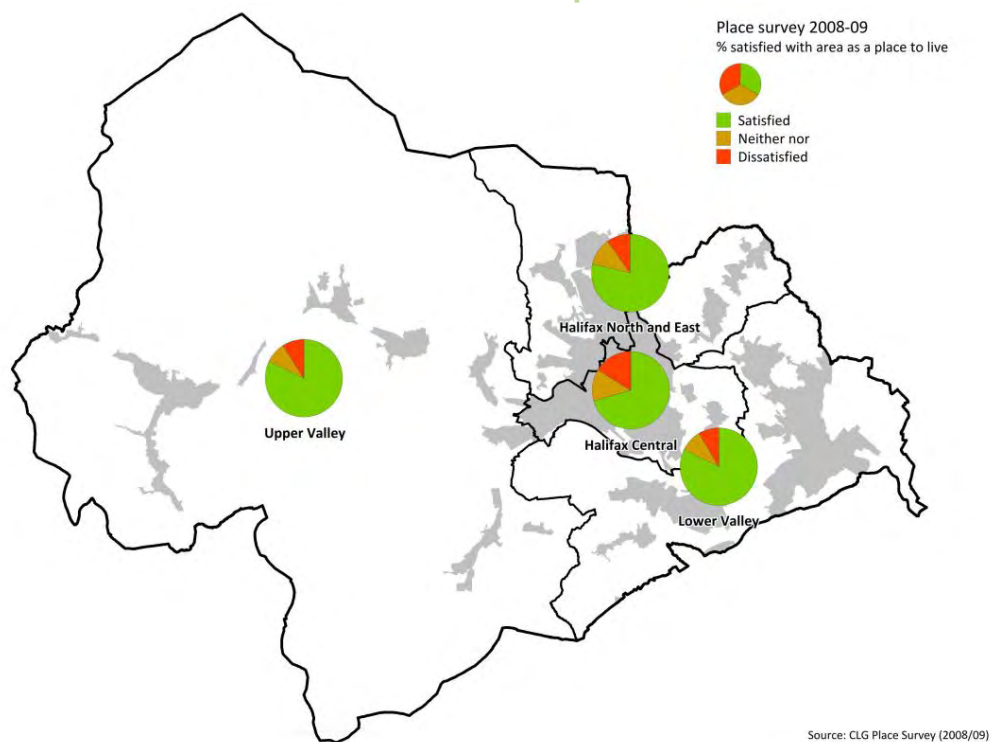 Place survey 2008-09
% satisfied with area as a place to live
Satisfied
Neither nor
Dissatisfied
Halifax North and East
Upper Valley
Halifax Central
Lower Valley
Source: CLG Place Survey (2008/09)